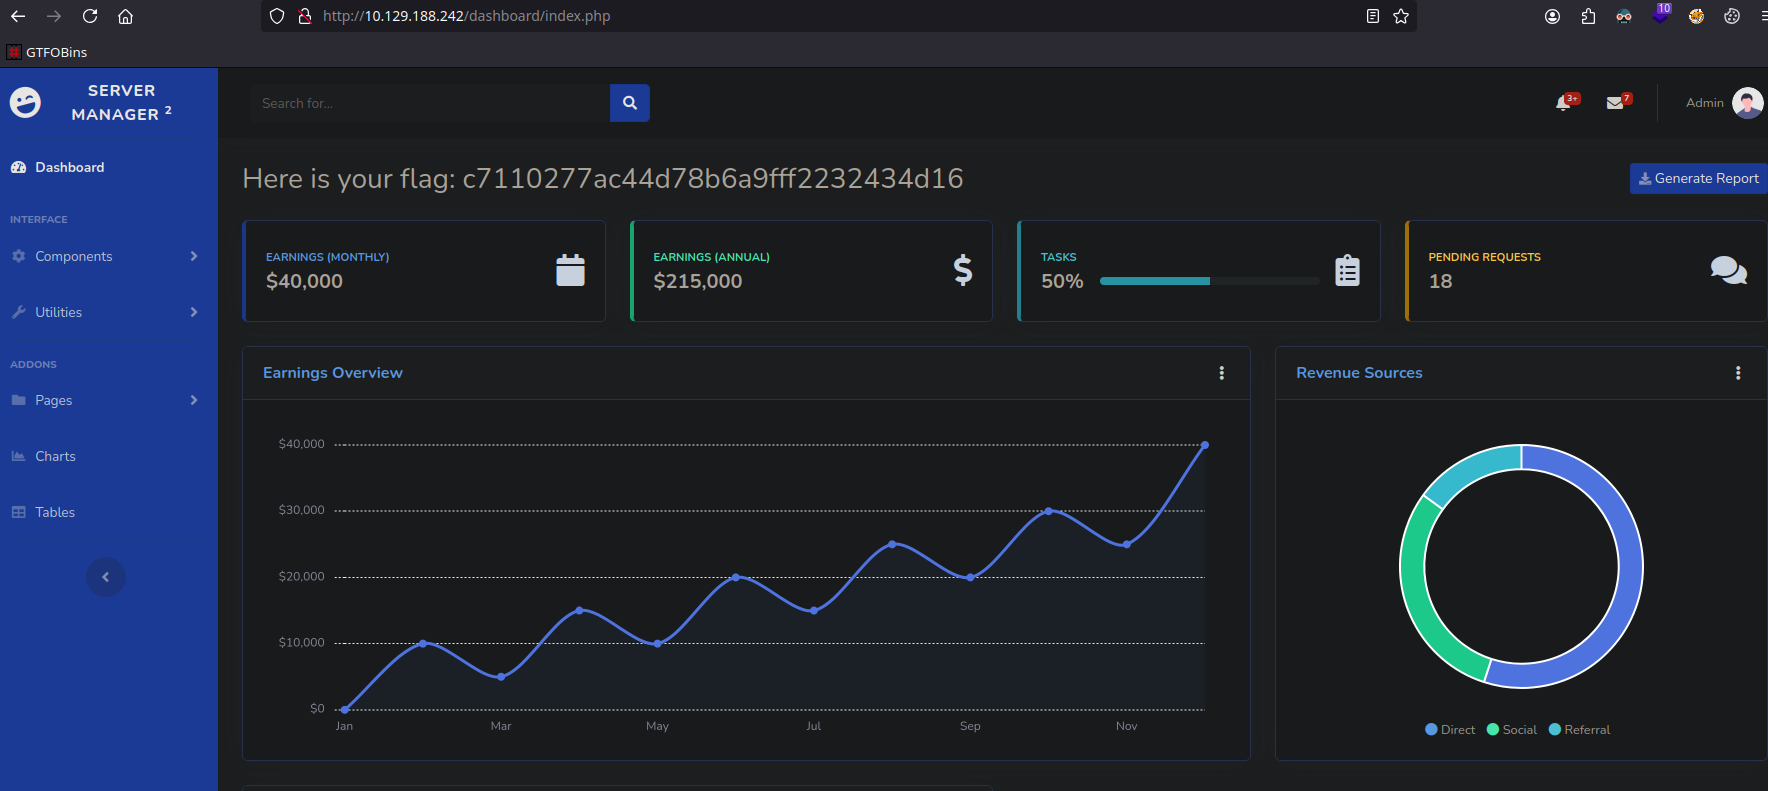 http://10.129.188.242/dashboard/index.php
10
GTFOBins
SERVER
MANAGER 2
Search for...
3+
7
Admin
Dashboard
Here is your flag: c7110277ac44d78b6a9fff2232434d16
Generate Report
INTERFACE
Components
Utilities
ADDONS
Pages
Charts
Tables
EARNINGS (MONTHLY)
$40,000
EARNINGS (ANNUAL)
$215,000
TASKS
50%
PENDING REQUESTS
18
Earnings Overview
$40,000
$30,000
$20,000
$10,000
$0
Jan Mar May Jul Sep Nov
Revenue Sources
Direct Social Referral